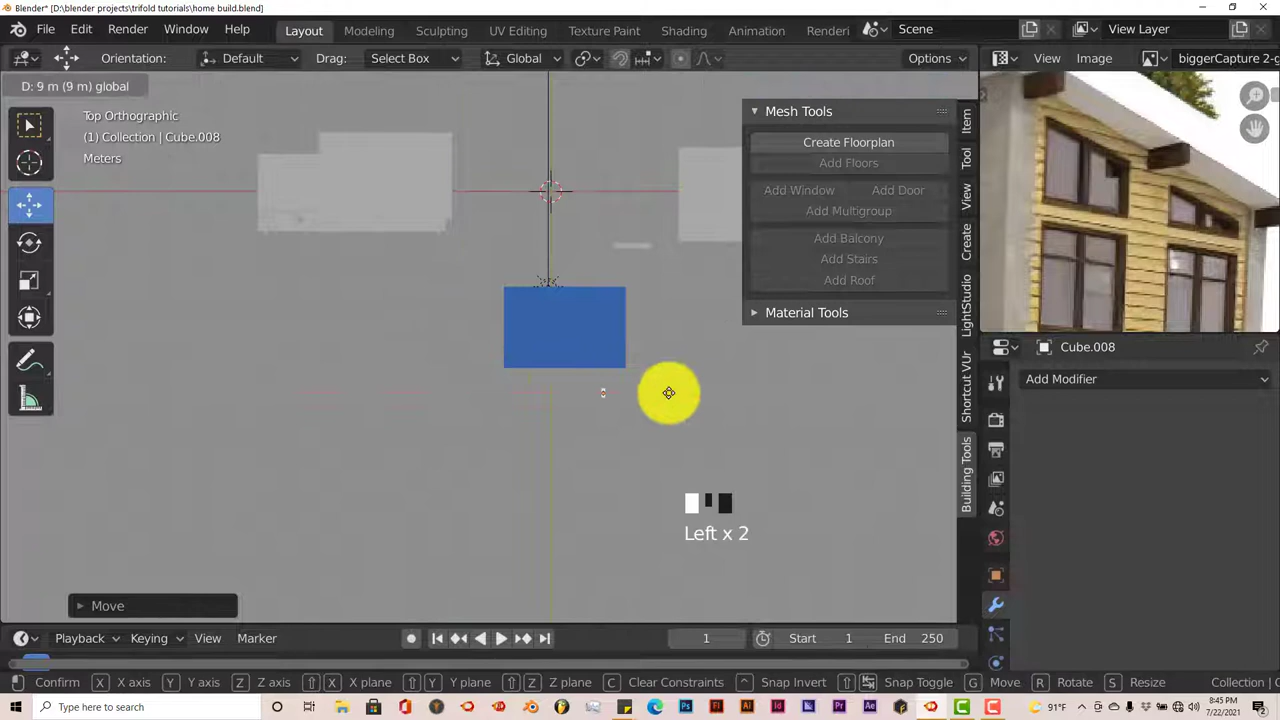 Blender* [D:\blender projects\trifold tutorials\home build.blend]
File Edit Render Window Help Layout Modeling Sculpting UV Editing Texture Paint Shading Animation Renderi Scene View Layer
Orientation: Default Drag: Select Box Global Options View Image biggerCapture 2-g
D: 9 m (9 m) global
Top Orthographic
(1) Collection | Cube.008
Meters
Mesh Tools
Create Floorplan
Add Floors
Add Window Add Door
Add Multigroup
Add Balcony
Add Stairs
Add Roof
Material Tools
Item
Tool
View
Create
LightStudio
Shortcut VUr
Building Tools
Cube.008
Add Modifier
Left x 2
Move
Playback Keying View Marker 1 Start 1 End 250
Confirm X X axis Y Y axis Z Z axis X X plane Y Y plane Z Z plane C Clear Constraints Snap Invert Snap Toggle G Move R Rotate S Resize Collection | C
Type here to search
91°F
8:45 PM
7/22/2021
2